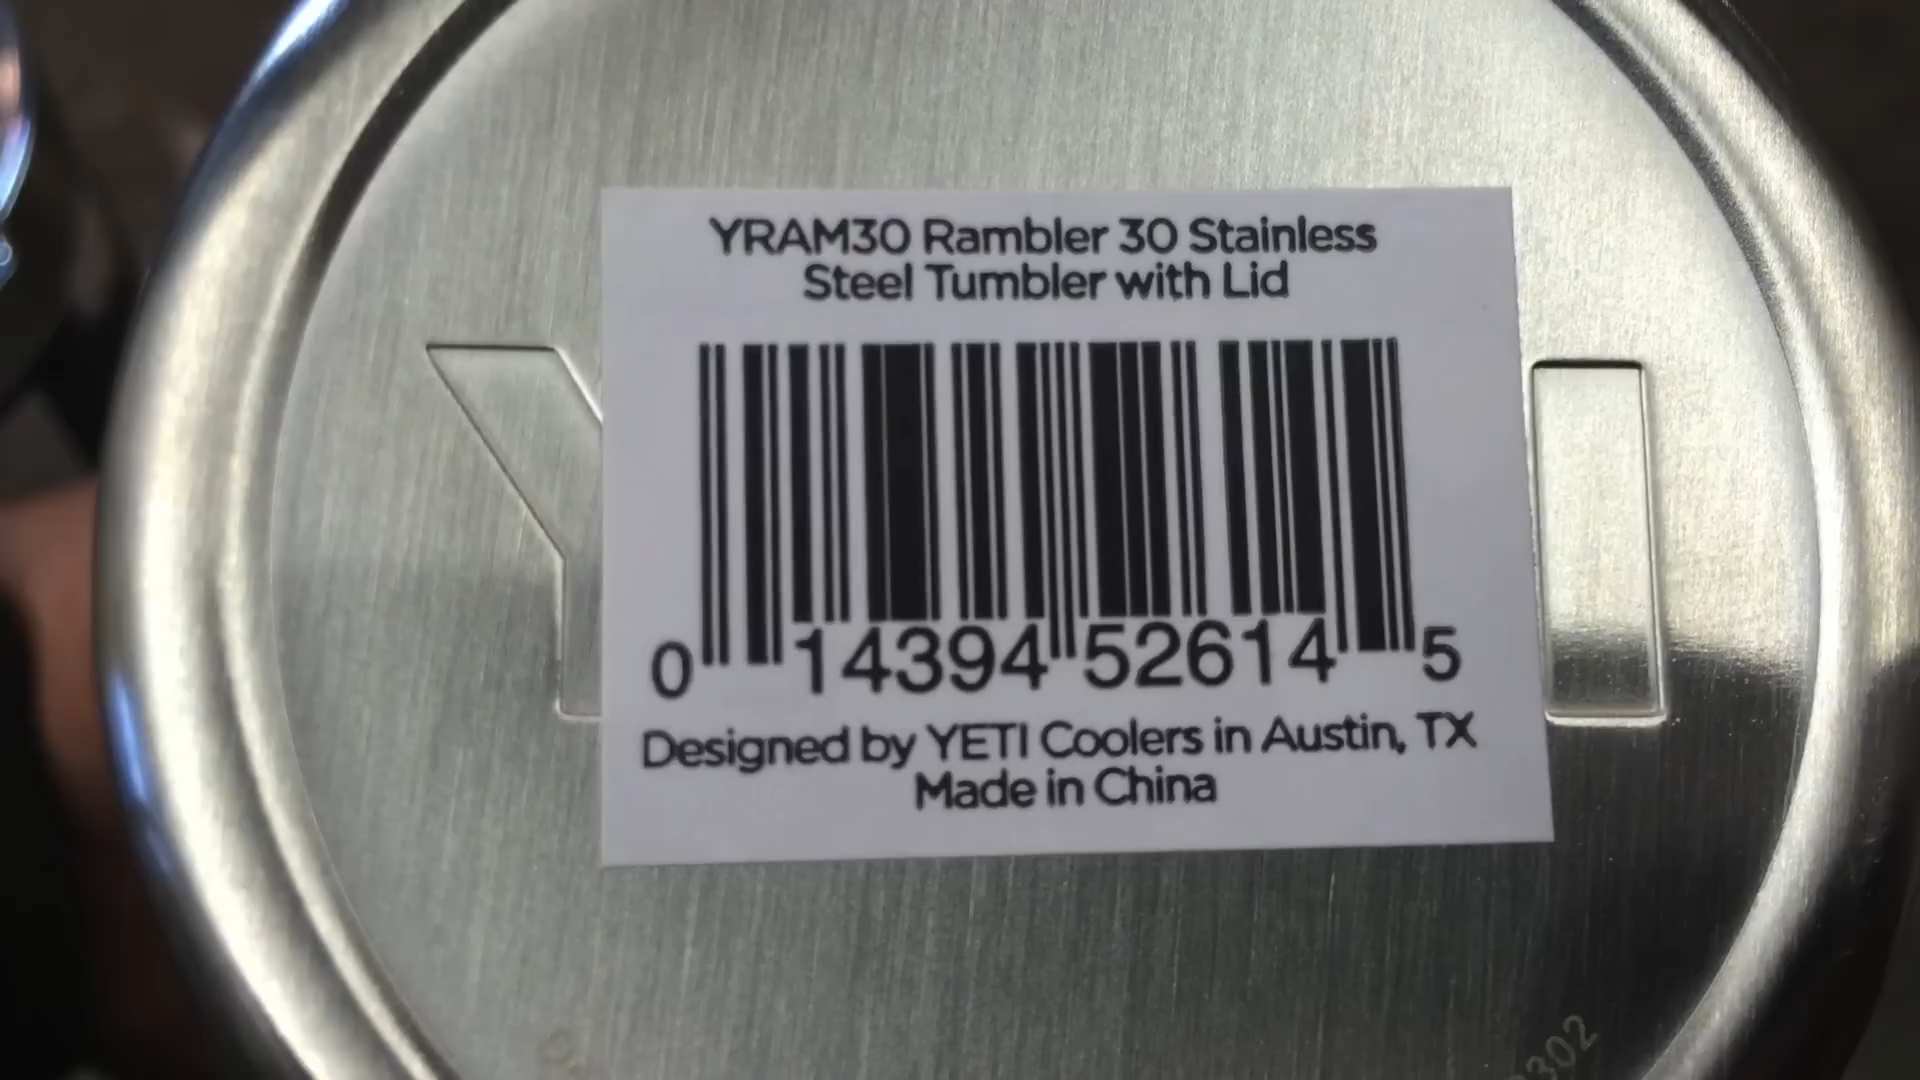 YRAM30 Rambler 30 Stainless
Steel Tumbler with Lid
0 14394 52614 5
Designed by YETI Coolers in Austin, TX
Made in China
Y
I
302